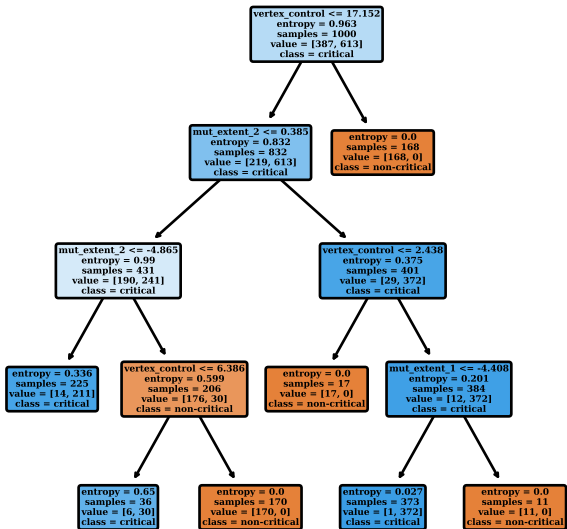 vertex_control <= 17.152
entropy = 0.963
samples = 1000
value = [387, 613]
class = critical
mut_extent_2 <= 0.385
entropy = 0.832
samples = 832
value = [219, 613]
class = critical
entropy = 0.0
samples = 168
value = [168, 0]
class = non-critical
mut_extent_2 <= -4.865
entropy = 0.99
samples = 431
value = [190, 241]
class = critical
vertex_control <= 2.438
entropy = 0.375
samples = 401
value = [29, 372]
class = critical
entropy = 0.336
samples = 225
value = [14, 211]
class = critical
vertex_control <= 6.386
entropy = 0.599
samples = 206
value = [176, 30]
class = non-critical
entropy = 0.0
samples = 17
value = [17, 0]
class = non-critical
mut_extent_1 <= -4.408
entropy = 0.201
samples = 384
value = [12, 372]
class = critical
entropy = 0.65
samples = 36
value = [6, 30]
class = critical
entropy = 0.0
samples = 170
value = [170, 0]
class = non-critical
entropy = 0.027
samples = 373
value = [1, 372]
class = critical
entropy = 0.0
samples = 11
value = [11, 0]
class = non-critical